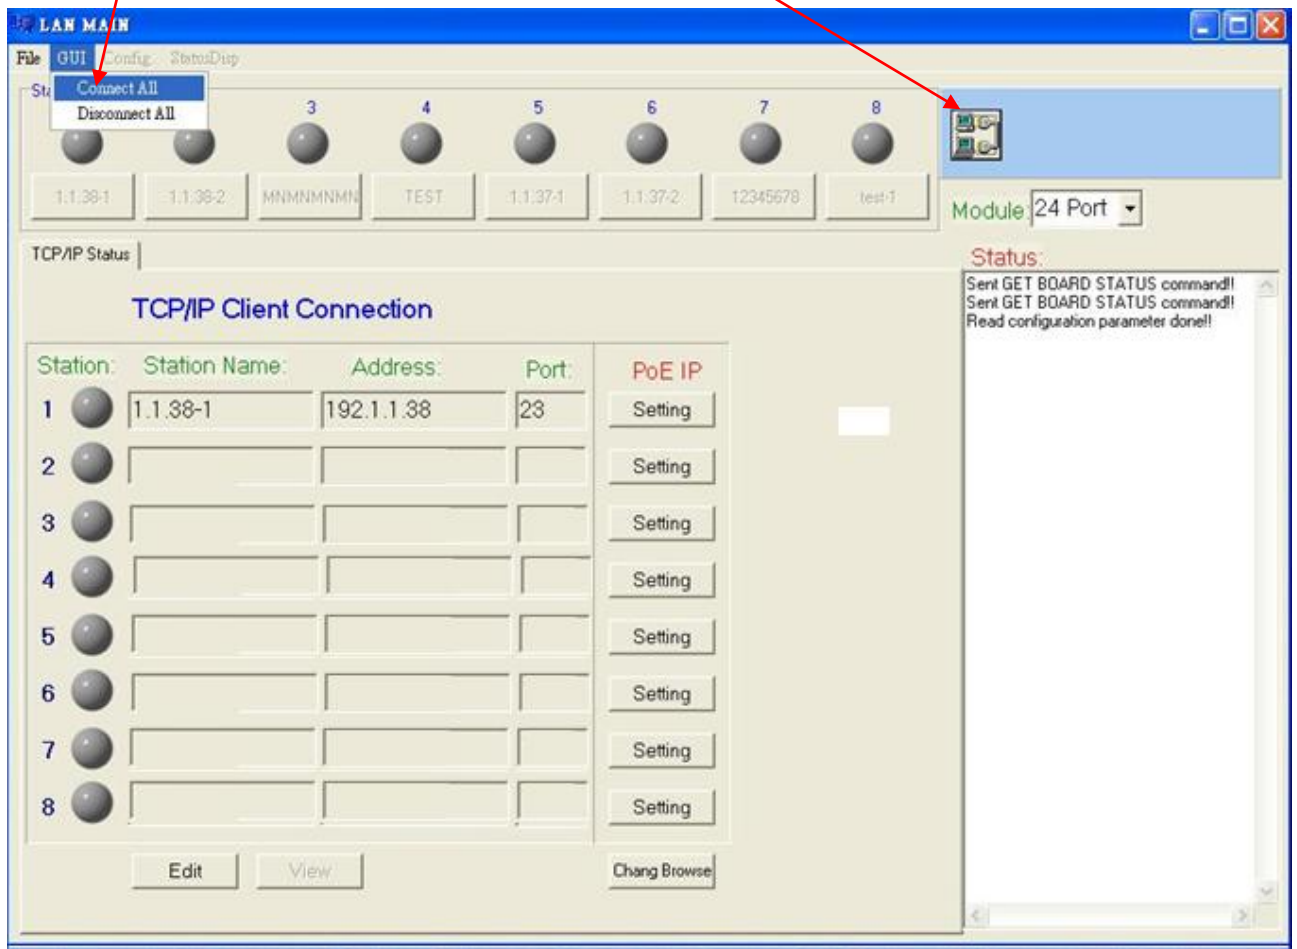 LAN MAIN
File GUI Config StatusDisp
Connect All
Disconnect All
3 4 5 6 7 8
1.1.38-1 1.1.38-2 MNMNMNMN TEST 1.1.37-1 1.1.37-2 12345678 test-1
Module: 24 Port
TCP/IP Status
Status:
Sent GET BOARD STATUS command!!
Sent GET BOARD STATUS command!!
Read configuration parameter done!!
TCP/IP Client Connection
Station: Station Name: Address: Port: PoE IP
1 1.1.38-1 192.1.1.38 23 Setting
2 Setting
3 Setting
4 Setting
5 Setting
6 Setting
7 Setting
8 Setting
Edit View Chang Browse